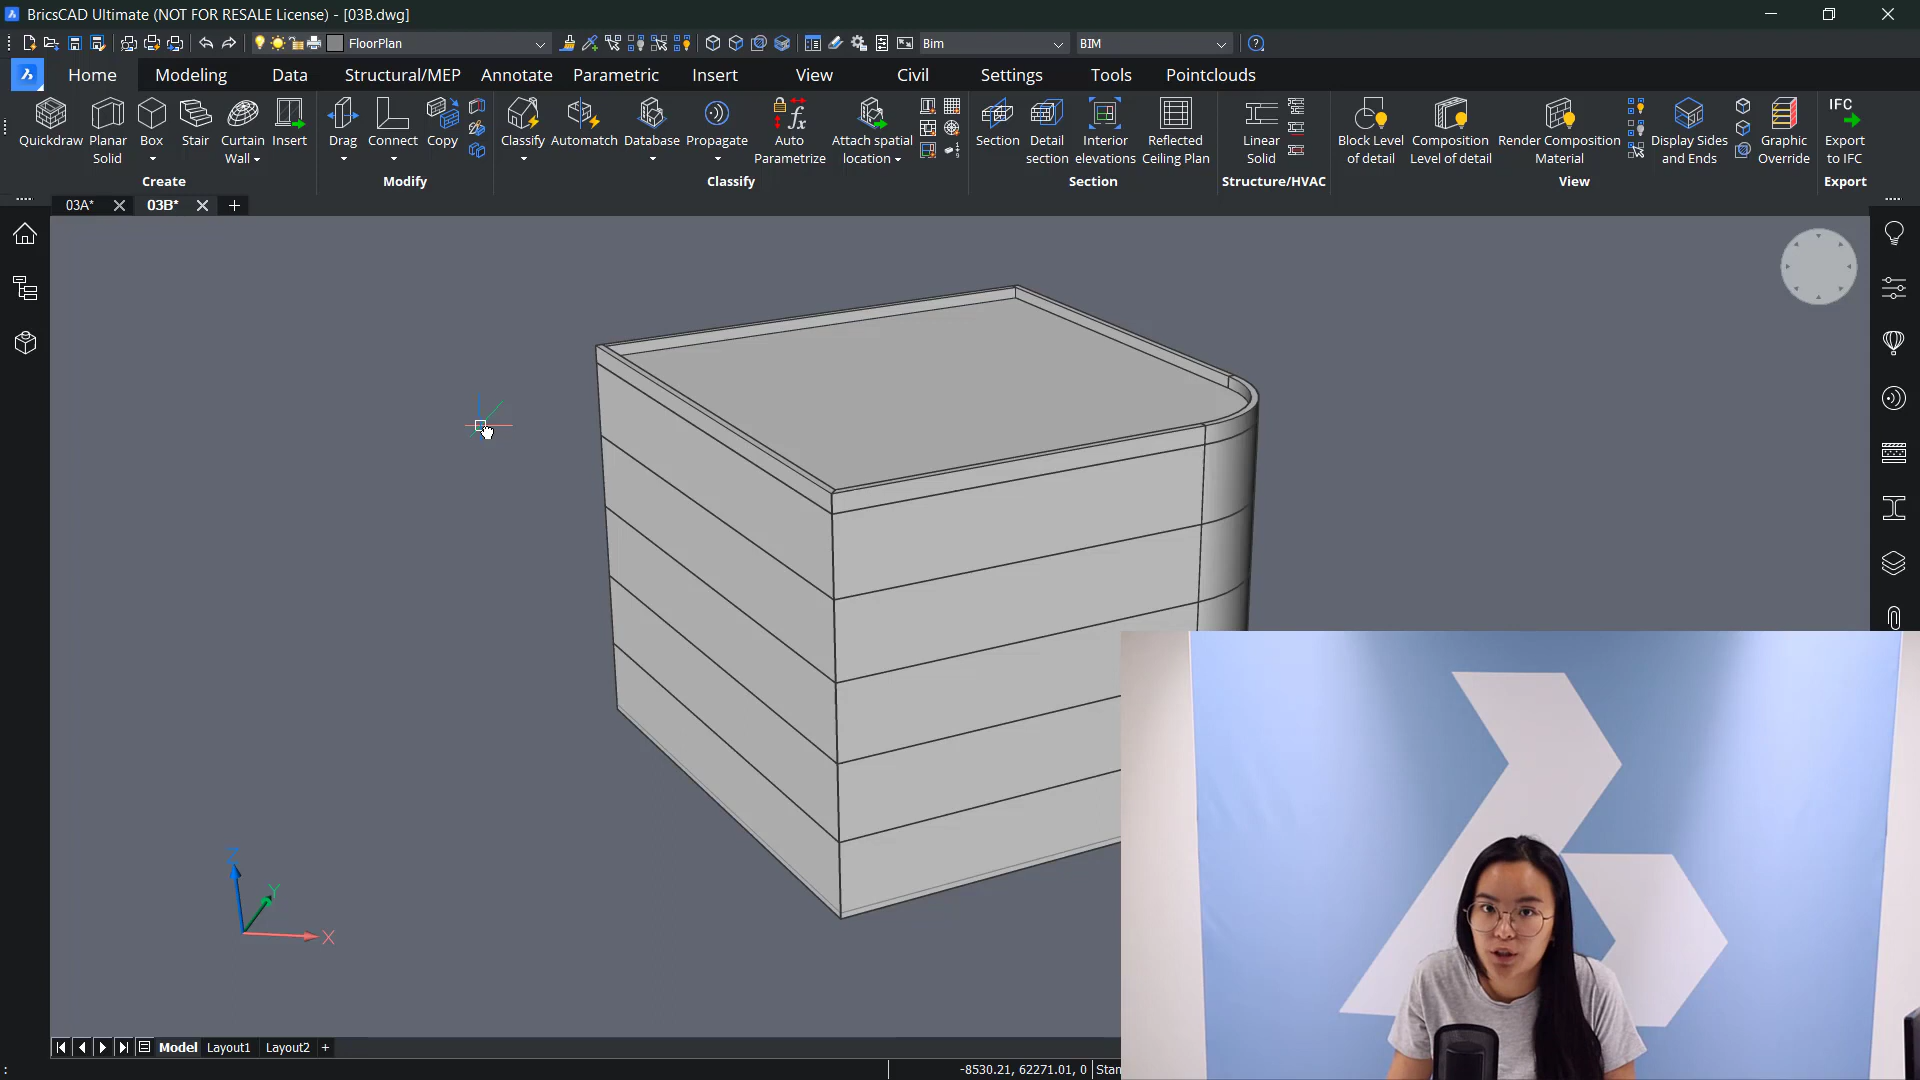 BricsCAD Ultimate (NOT FOR RESALE License) - [03B.dwg]
FloorPlan
Bim
BIM
Home
Modeling
Data
Structural/MEP
Annotate
Parametric
Insert
View
Civil
Settings
Tools
Pointclouds
Quickdraw
Planar
Solid
Box
Stair
Curtain
Wall
Insert
Create
Drag
Connect
Copy
Modify
Classify
Automatch
Database
Propagate
Auto
Parametrize
Attach spatial
location
Classify
Section
Detail
section
Interior
elevations
Reflected
Ceiling Plan
Section
Linear
Solid
Structure/HVAC
Block Level
of detail
Composition
Level of detail
Render Composition
Material
Display Sides
and Ends
Graphic
Override
View
IFC
Export
to IFC
Export
03A*
03B*
Z
Y
X
Model
Layout1
Layout2
:
-8530.21, 62271.01, 0
Stan